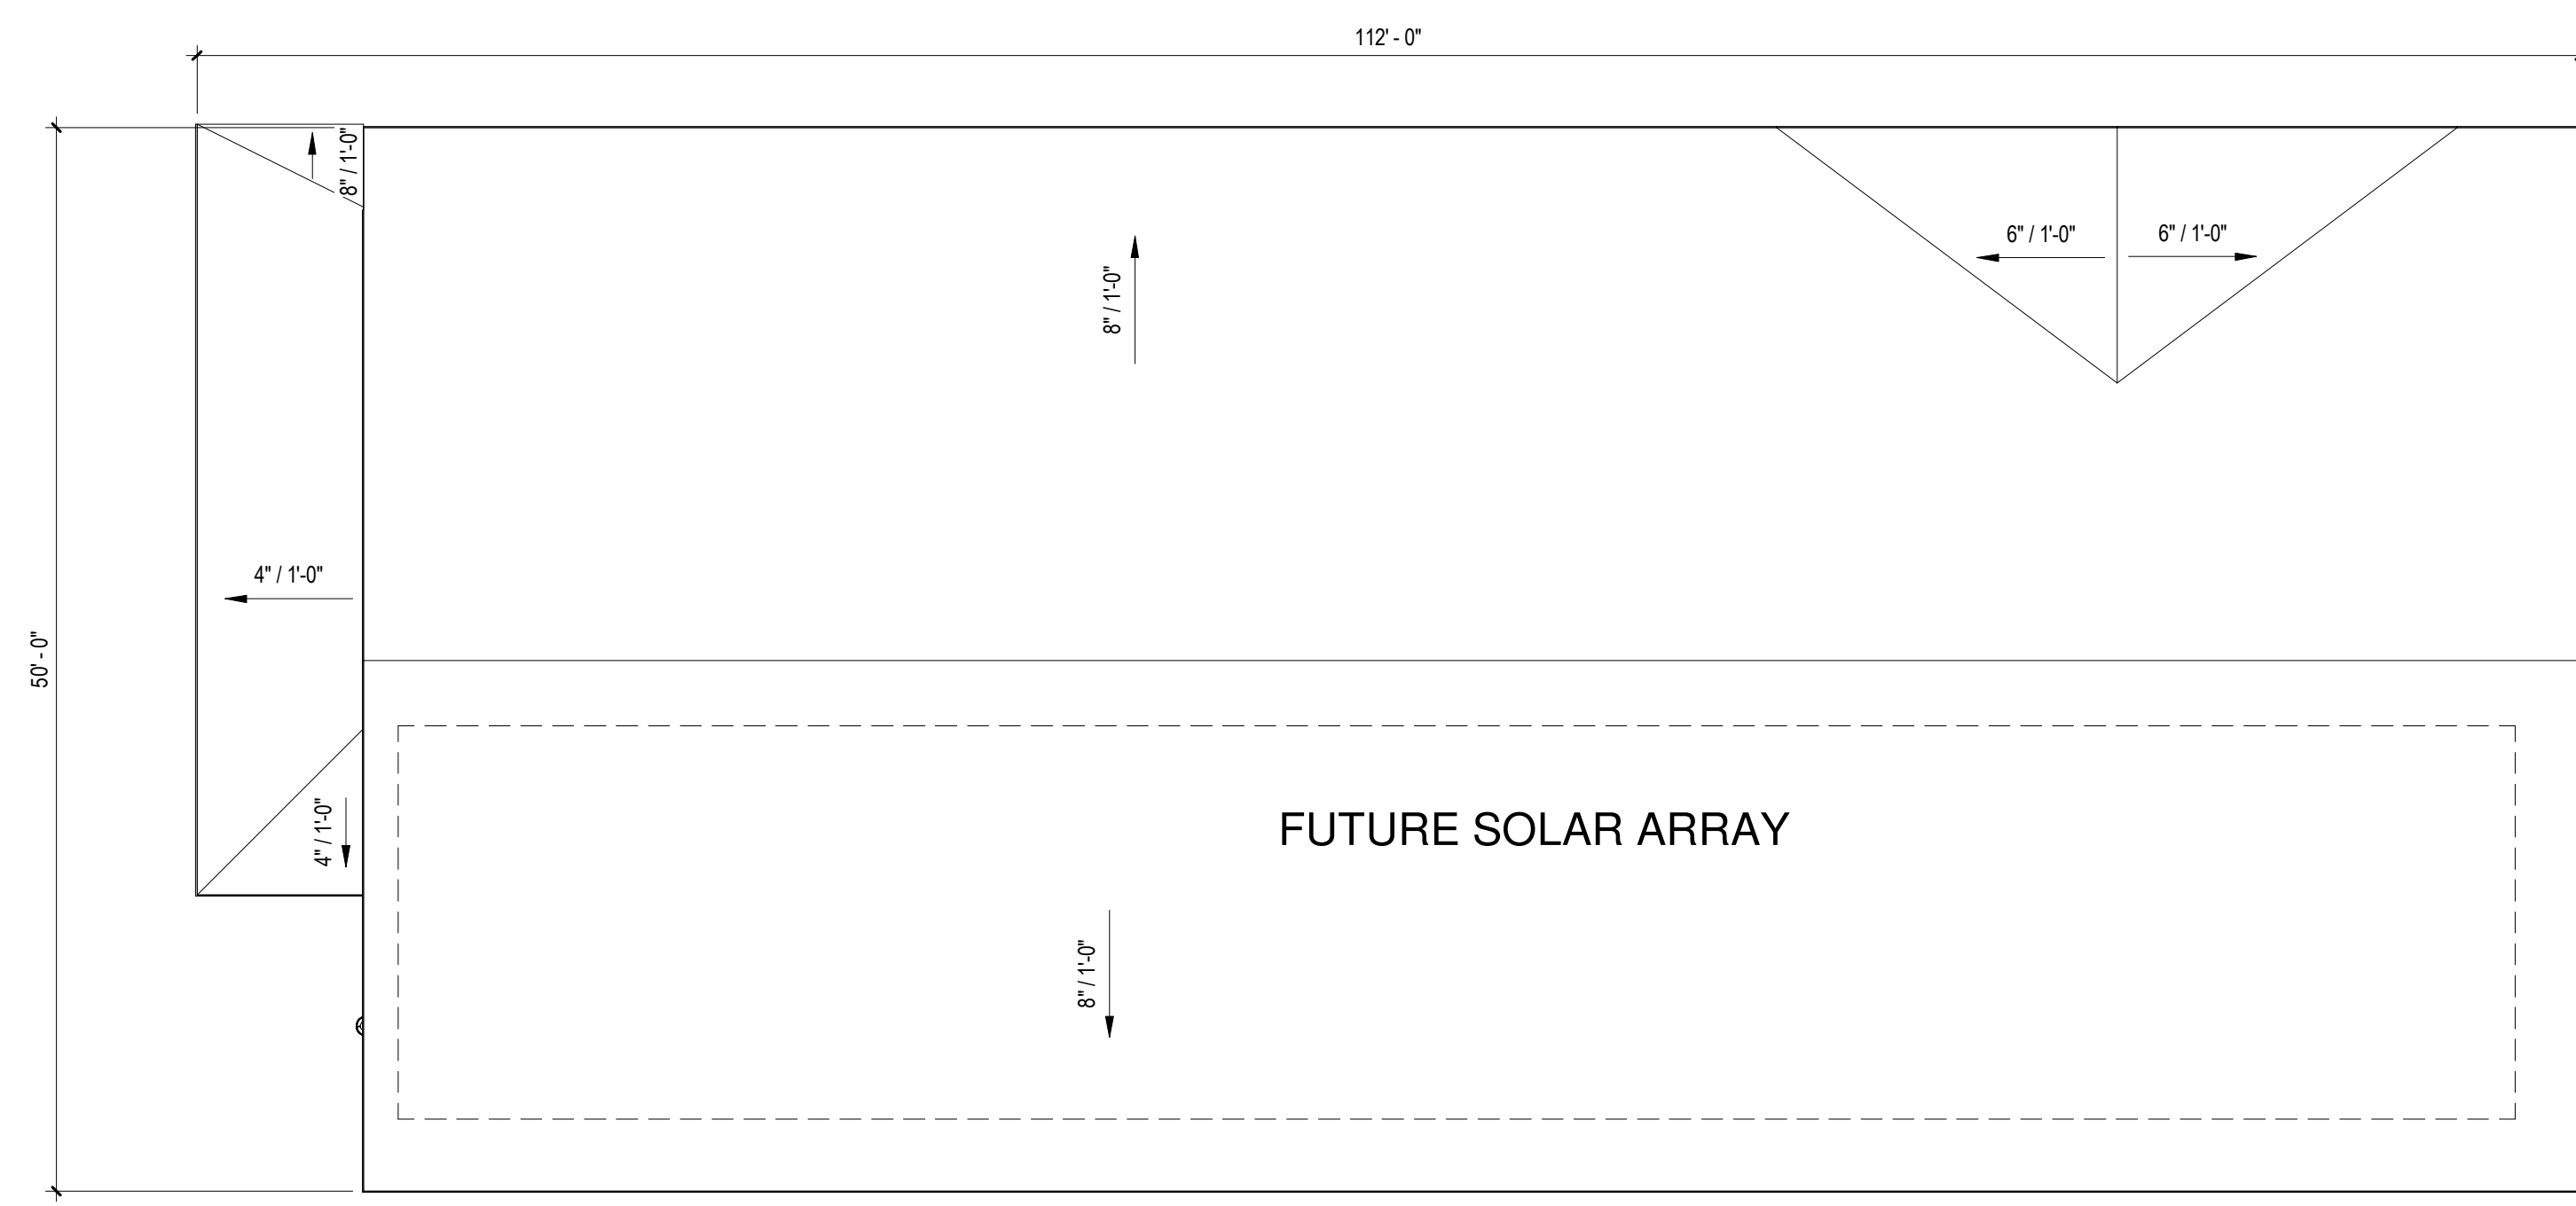 112' - 0"
8" / 1'-0"
6" / 1'-0"
6" / 1'-0"
8" / 1'-0"
4" / 1'-0"
50' - 0"
4" / 1'-0"
FUTURE SOLAR ARRAY
8" / 1'-0"